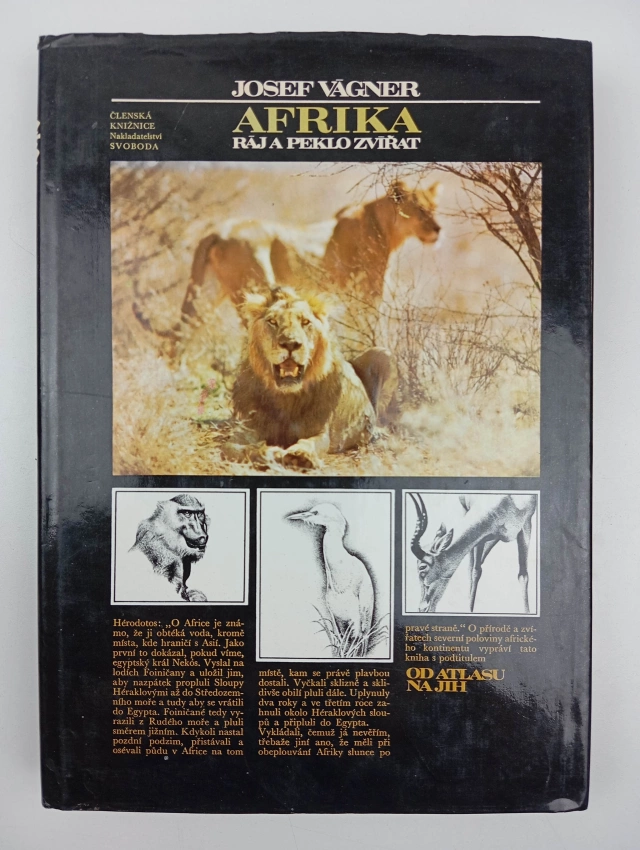 JOSEF VÁGNER
ČLENSKÁ
KNIŽNICE
Nakladatelství
SVOBODA
AFRIKA
RÁJ A PEKLO ZVÍŘAT
Hérodotos: „O Africe je zná-
mo, že ji obtéká voda, kromě
místa, kde hraničí s Asií. Jako
první to dokázal, pokud víme,
egyptský král Nekós. Vyslal na
lodích Foiničany a uložil jim,
aby nazpátek propluli Sloupy
Héraklovými až do Středozem-
ního moře a tudy aby se vrátili
do Egypta. Foiničané tedy vy-
razili z Rudého moře a pluli
směrem jižním. Kdykoli nastal
pozdní podzim, přistávali a
osévali půdu v Africe na tom
místě, kam se právě plavbou
dostali. Vyčkali sklizně a skli-
divše obilí pluli dále. Uplynuly
dva roky a ve třetím roce za-
hnuli okolo Héraklových slou-
pů a připluli do Egypta.
Vykládali, čemuž já nevěřím,
třebaže jiní ano, že měli při
obeplouvání Afriky slunce po
pravé straně.“ O přírodě a zví-
řatech severní poloviny africké-
ho kontinentu vypráví tato
kniha s podtitulem
OD ATLASU
NA JIH